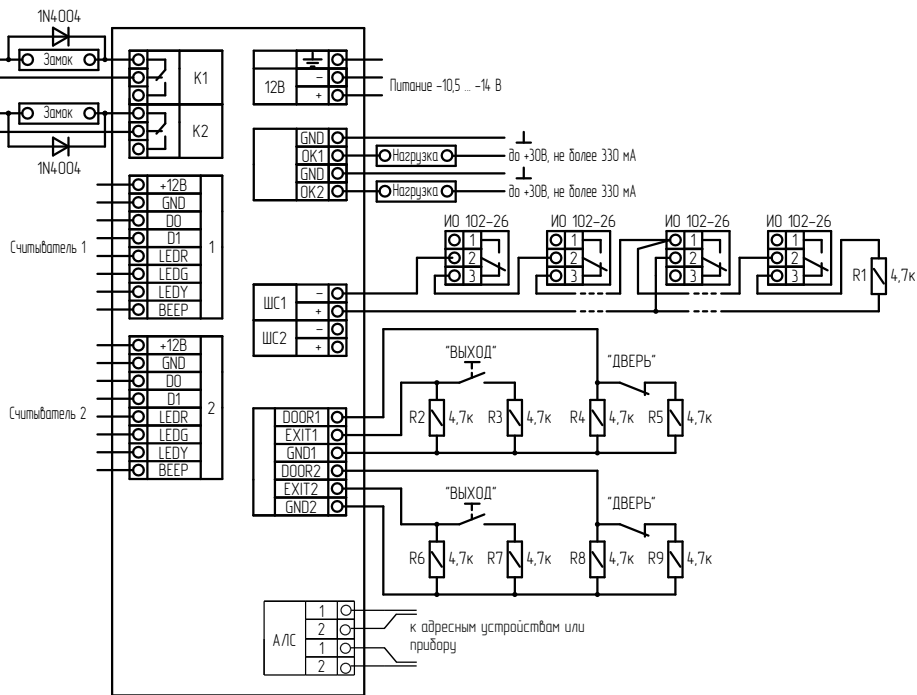 1N4004
Замок
К1
Замок
К2
1N4004
12В
–
+
Питание –10,5 ... –14 В
GND
OK1
Нагрузка
до +30В, не более 330 мА
GND
OK2
Нагрузка
до +30В, не более 330 мА
Считыватель 1
+12В
GND
D0
D1
LEDR
LEDG
LEDY
BEEP
1
Считыватель 2
+12В
GND
D0
D1
LEDR
LEDG
LEDY
BEEP
2
ИО 102–26
1
2
3
ИО 102–26
1
2
3
ИО 102–26
1
2
3
ИО 102–26
1
2
3
R1
4,7к
ШС1
–
+
ШС2
–
+
DOOR1
EXIT1
GND1
DOOR2
EXIT2
GND2
"ВЫХОД"
"ДВЕРЬ"
R2
4,7к
R3
4,7к
R4
4,7к
R5
4,7к
"ВЫХОД"
"ДВЕРЬ"
R6
4,7к
R7
4,7к
R8
4,7к
R9
4,7к
АЛС
1
2
1
2
к адресным устройствам или
прибору